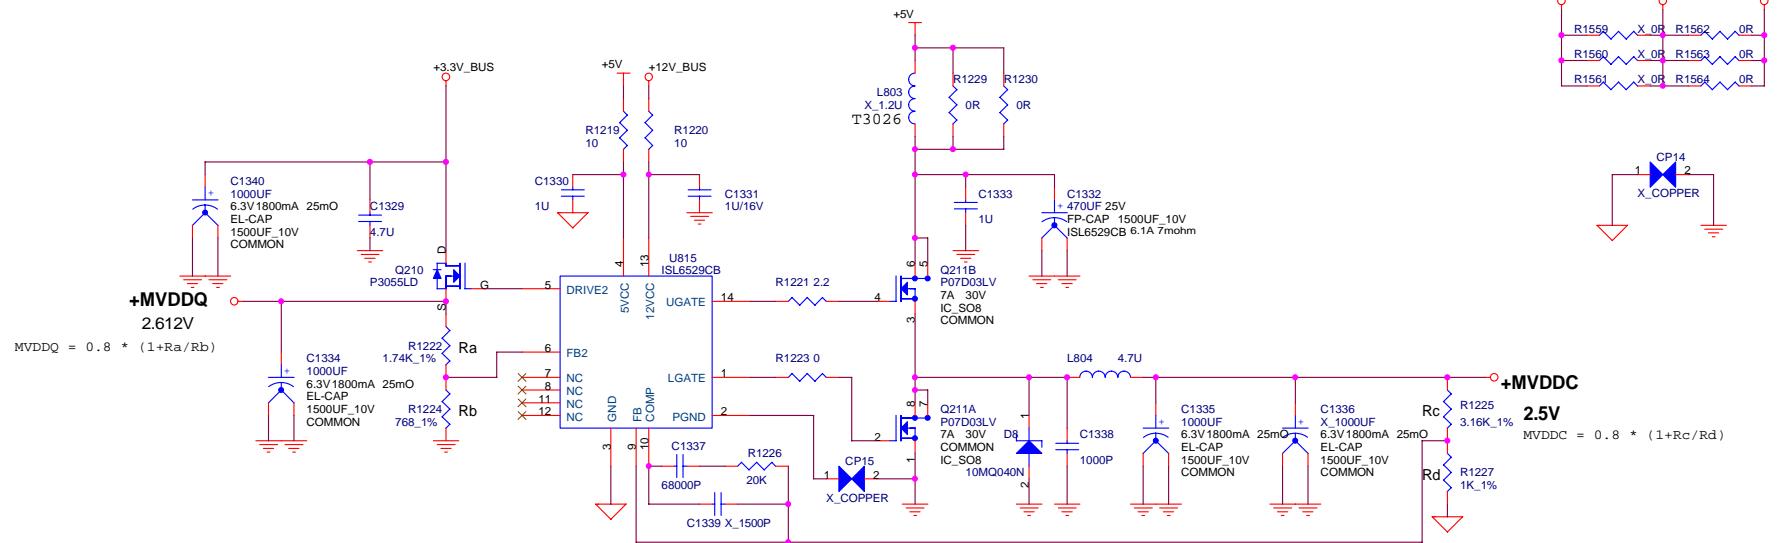 +5V
R1559
X_0R
R1562
0R
R1560
X_0R
R1563
0R
R1561
X_0R
R1564
0R
+3.3V_BUS
+5V
+12V_BUS
L803
X_1.2U
T3026
R1229
0R
R1230
0R
R1219
10
R1220
10
CP14
1
2
X_COPPER
C1340
1000UF
6.3V1800mA 25mO
EL-CAP
1500UF_10V
COMMON
C1329
4.7U
C1330
1U
C1331
1U/16V
C1333
1U
C1332
470UF 25V
FP-CAP 1500UF_10V
ISL6529CB 6.1A 7mohm
Q210
P3055LD
D
G
S
U815
ISL6529CB
4
13
5
DRIVE2
5VCC
12VCC
UGATE
14
R1221 2.2
4
6
5
Q211B
P07D03LV
7A 30V
IC_SO8
COMMON
3
+MVDDQ
2.612V
MVDDQ = 0.8 * (1+Ra/Rb)
R1222
1.74K_1%
Ra
6
FB2
7
NC
8
NC
11
NC
12
NC
LGATE
1
R1223 0
PGND
2
GND
FB
COMP
3
9
10
C1334
1000UF
6.3V1800mA 25mO
EL-CAP
1500UF_10V
COMMON
R1224
768_1%
Rb
L804
4.7U
+MVDDC
2.5V
MVDDC = 0.8 * (1+Rc/Rd)
8
7
Q211A
P07D03LV
7A 30V
COMMON
IC_SO8
2
1
D8
1
2
10MQ040N
C1338
1000P
C1335
1000UF
6.3V1800mA 25mO
EL-CAP
1500UF_10V
COMMON
C1336
X_1000UF
6.3V1800mA 25mO
EL-CAP
1500UF_10V
COMMON
Rc
R1225
3.16K_1%
Rd
R1227
1K_1%
C1337
68000P
R1226
20K
CP15
1
2
X_COPPER
C1339 X_1500P